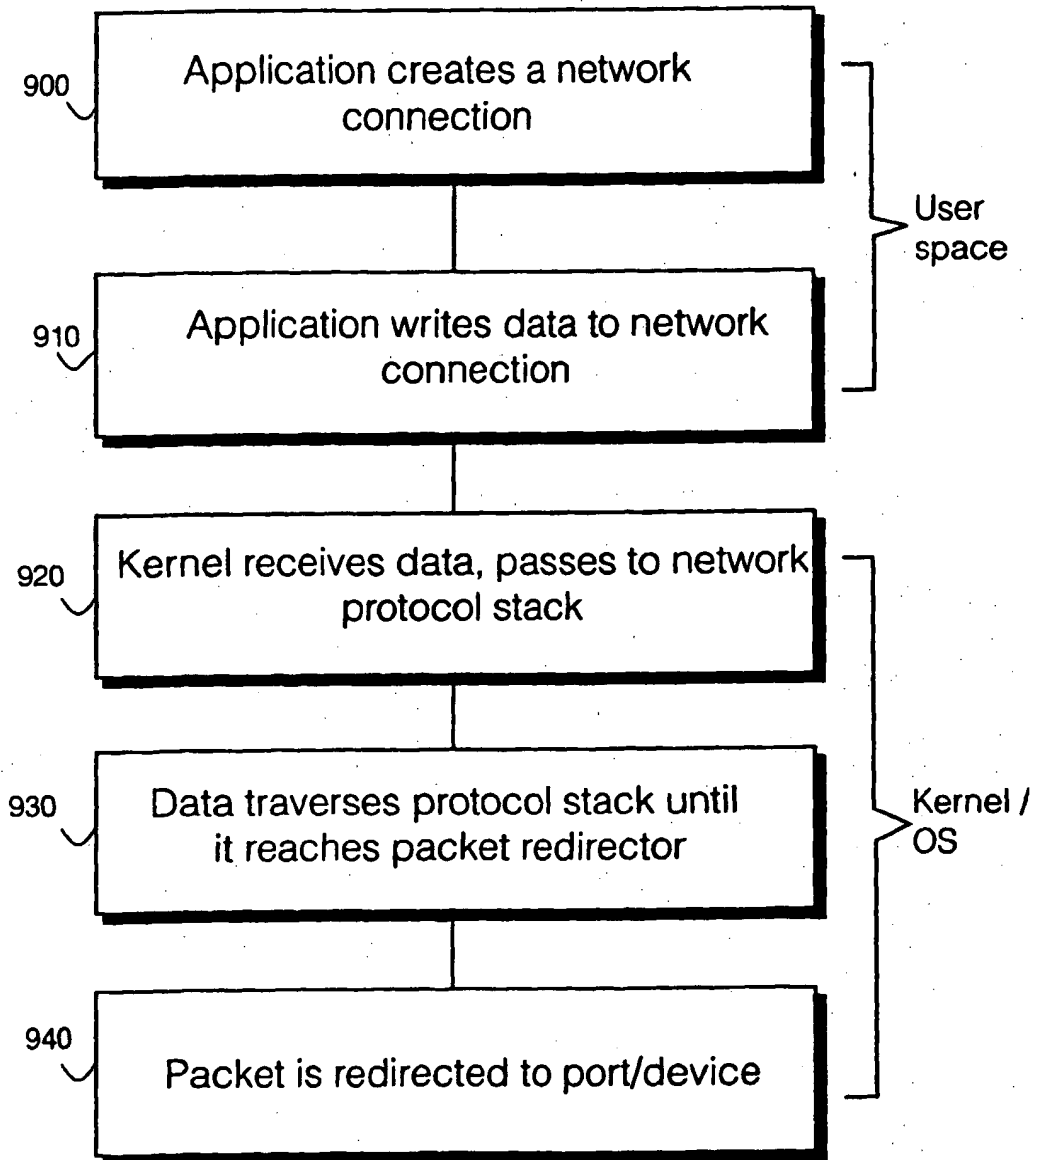 900
Application creates a network
connection
User
space
910
Application writes data to network
connection
920
Kernel receives data, passes to network
protocol stack
930
Data traverses protocol stack until
it reaches packet redirector
Kernel /
OS
940
Packet is redirected to port/device